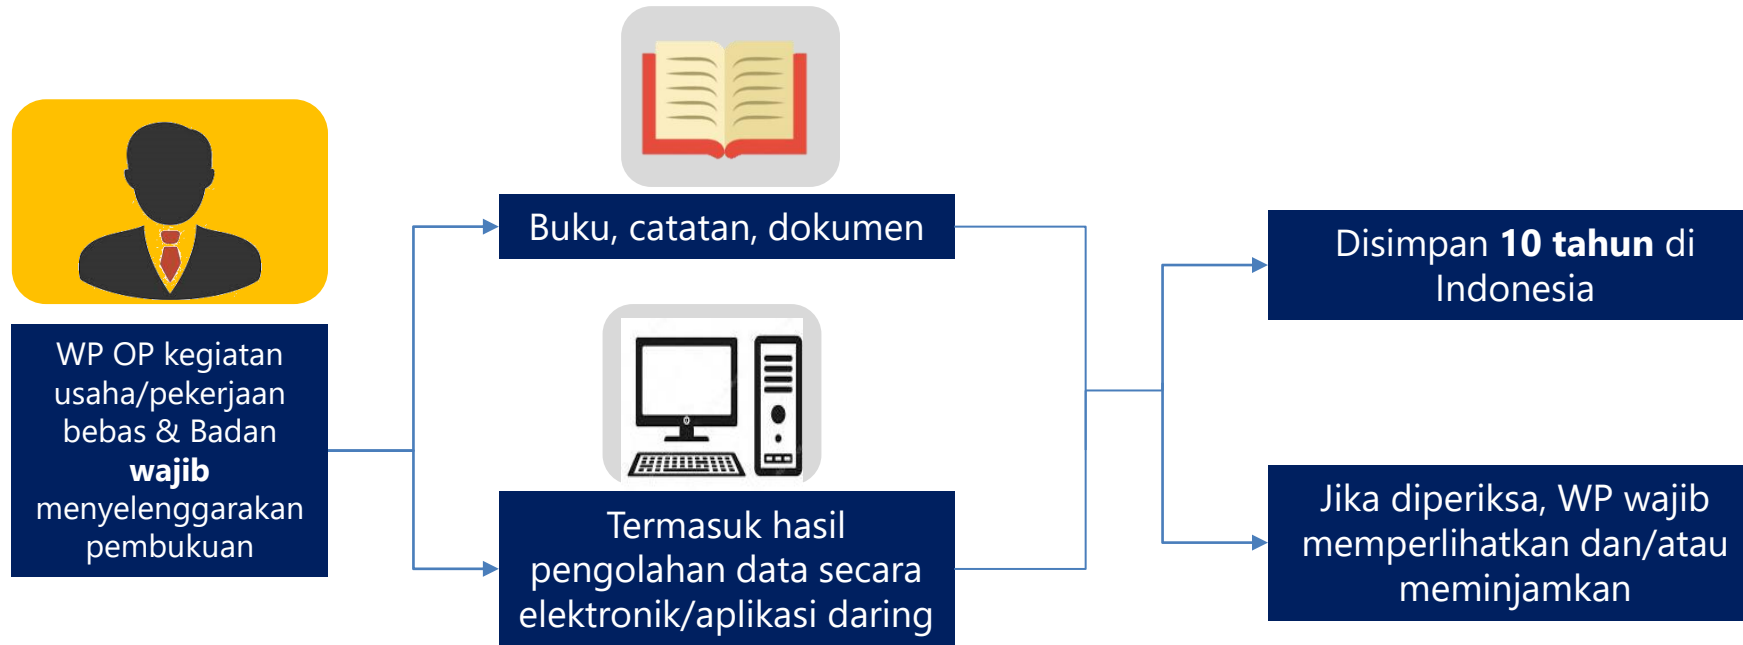 WP OP kegiatan
usaha/pekerjaan
bebas & Badan
wajib
menyelenggarakan
pembukuan
Buku, catatan, dokumen
Termasuk hasil
pengolahan data secara
elektronik/aplikasi daring
Disimpan 10 tahun di
Indonesia
Jika diperiksa, WP wajib
memperlihatkan dan/atau
meminjamkan